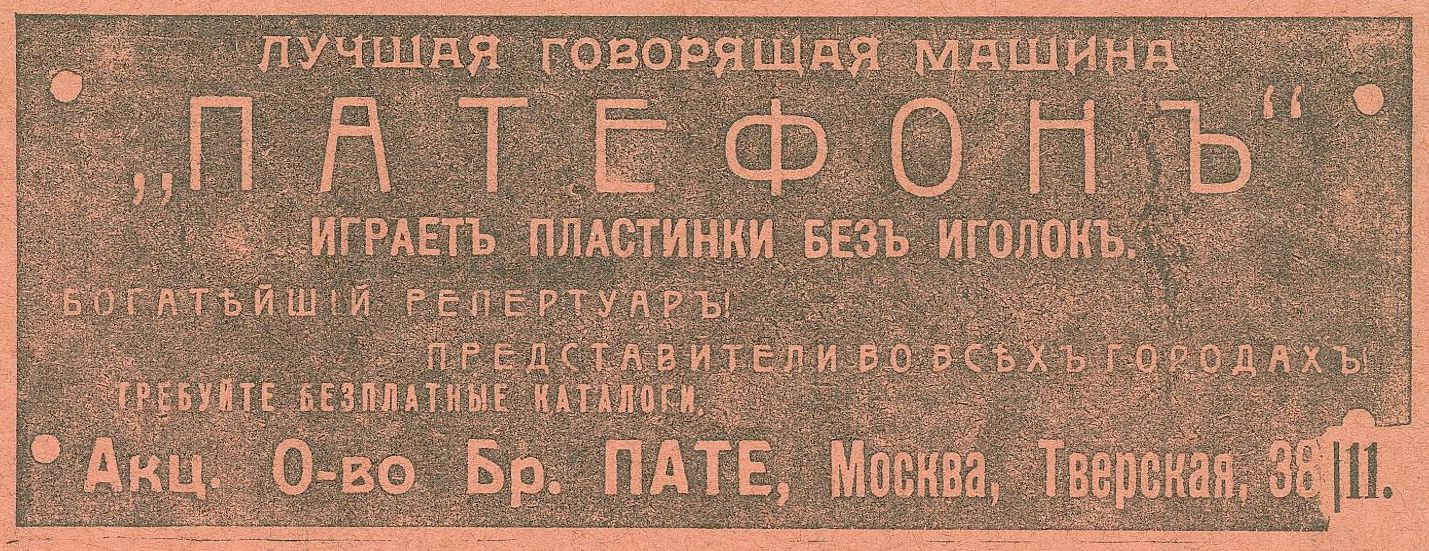 ЛУЧШАЯ ГОВОРЯЩАЯ МАШИНА
„ПАТЕФОНЪ“
ИГРАЕТЪ ПЛАСТИНКИ БЕЗЪ ИГОЛОКЪ.
БОГАТѢЙШІЙ РЕПЕРТУАРЪ!
ПРЕДСТАВИТЕЛИ ВО ВСѢХЪ ГОРОДАХЪ!
ТРЕБУЙТЕ БЕЗПЛАТНЫЕ КАТАЛОГИ.
Акц. О-во Бр. ПАТЕ, Москва, Тверская, 38|11.